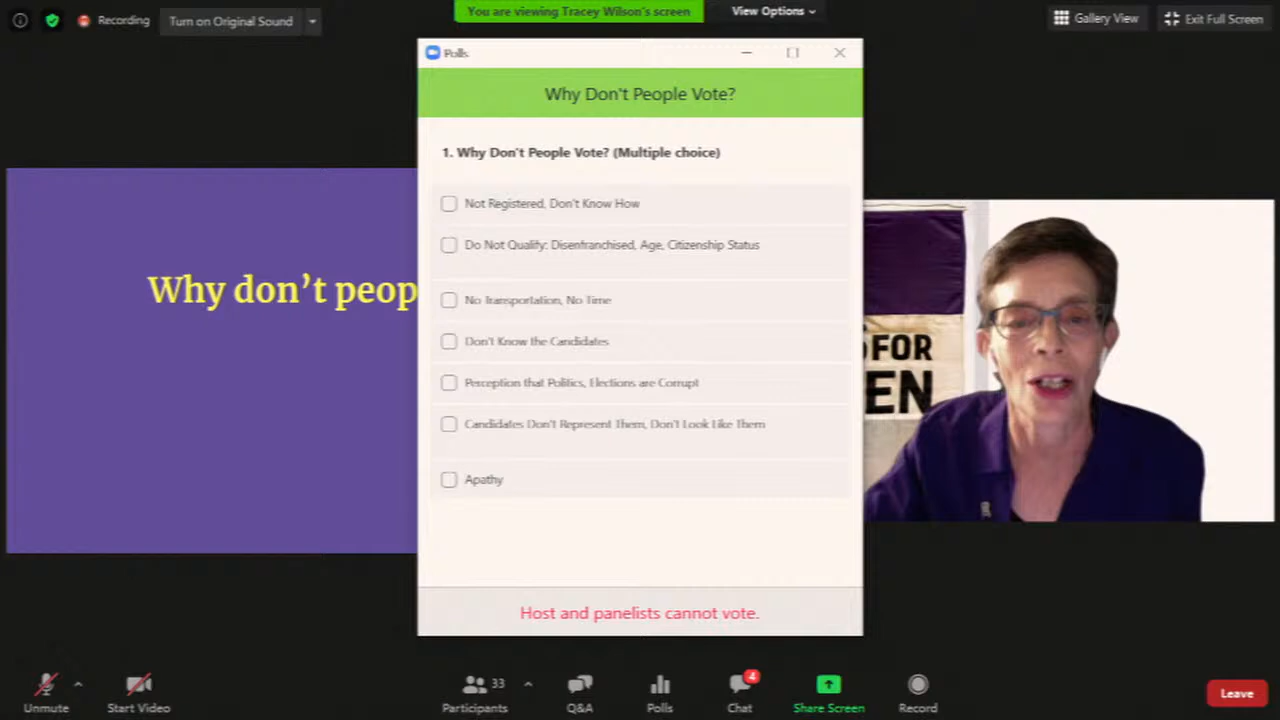 Recording
Turn on Original Sound
You are viewing Tracey Wilson's screen
View Options
Gallery View
Exit Full Screen
Polls
Why Don't People Vote?
1. Why Don't People Vote? (Multiple choice)
Not Registered, Don't Know How
Do Not Qualify: Disenfranchised, Age, Citizenship Status
No Transportation, No Time
Don't Know the Candidates
Perception that Politics, Elections are Corrupt
Candidates Don't Represent Them, Don't Look Like Them
Apathy
Host and panelists cannot vote.
Why don't peop
FOR
EN
Unmute
Start Video
33
Participants
Q&A
Polls
4
Chat
Share Screen
Record
Leave